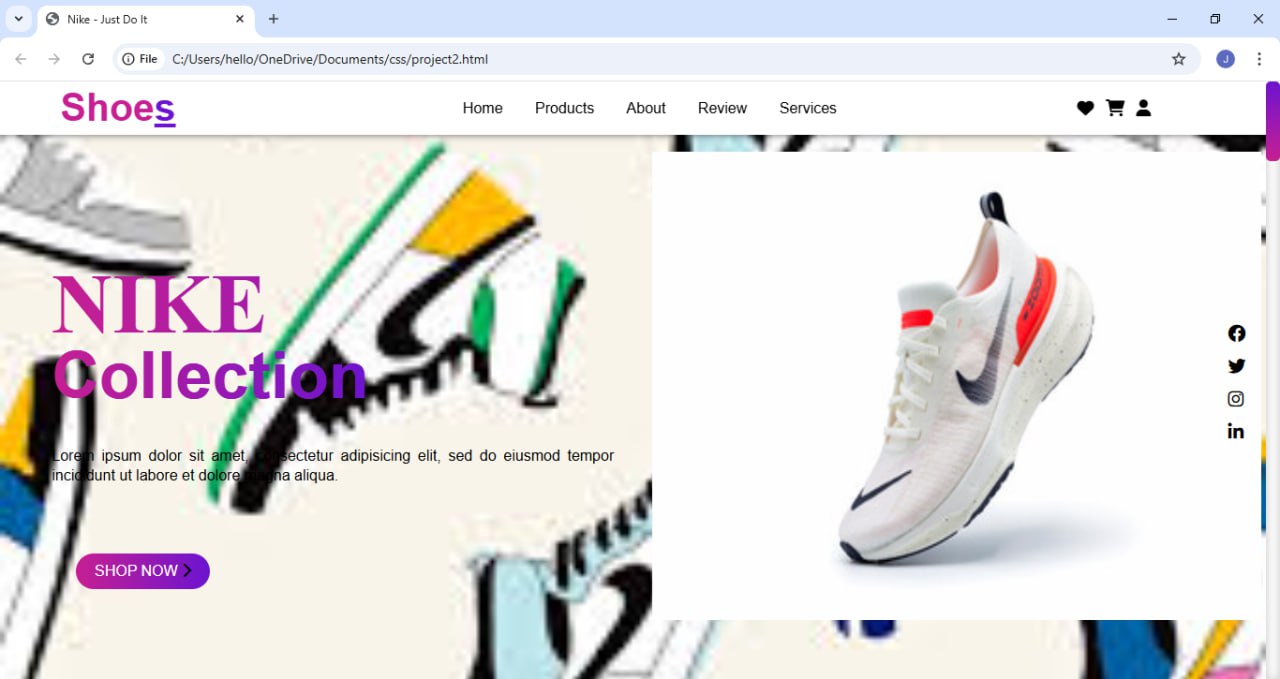 Nike - Just Do It
File
C:/Users/hello/OneDrive/Documents/css/project2.html
J
Shoes
Home Products About Review Services
NIKE
Collection
Lorem ipsum dolor sit amet, consectetur adipisicing elit, sed do eiusmod tempor
incididunt ut labore et dolore magna aliqua.
SHOP NOW
ZOOM
in